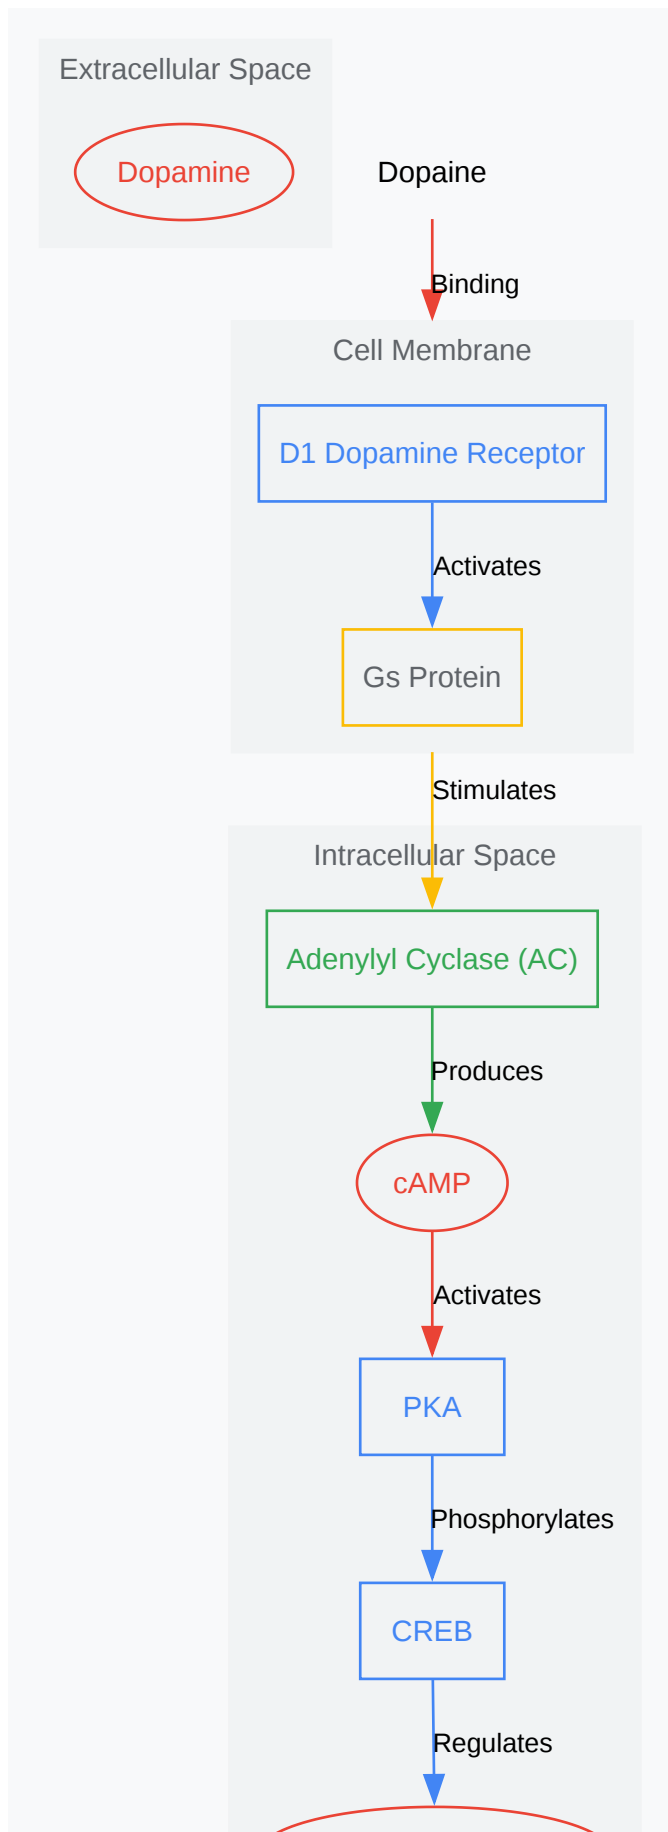 Extracellular Space
Dopamine
Dopaine
Binding
Cell Membrane
D1 Dopamine Receptor
Activates
Gs Protein
Stimulates
Intracellular Space
Adenylyl Cyclase (AC)
Produces
cAMP
Activates
PKA
Phosphorylates
CREB
Regulates